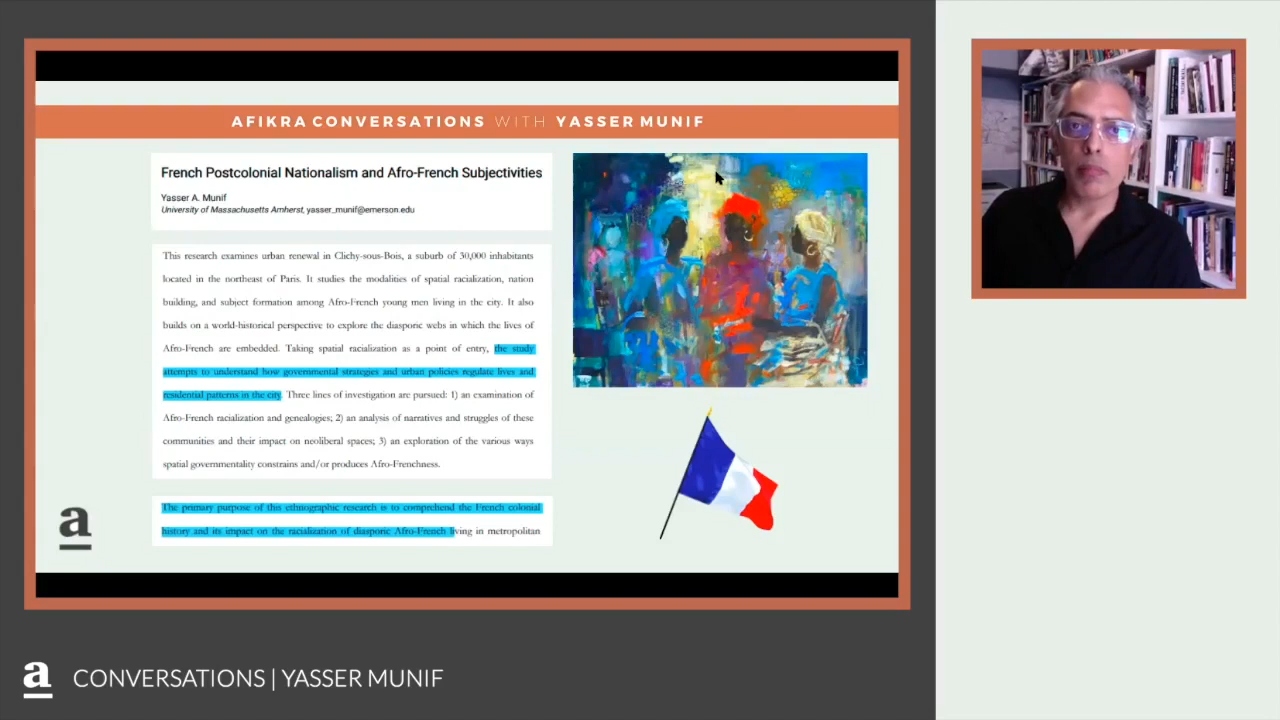 AFIKRA CONVERSATIONS WITH YASSER MUNIF
French Postcolonial Nationalism and Afro-French Subjectivities
Yasser A. Munif
University of Massachusetts Amherst, yasser_munif@emerson.edu
This research examines urban renewal in Clichy-sous-Bois, a suburb of 30,000 inhabitants
located in the northeast of Paris. It studies the modalities of spatial racialization, nation
building, and subject formation among Afro-French young men living in the city. It also
builds on a world-historical perspective to explore the diasporic webs in which the lives of
Afro-French are embedded. Taking spatial racialization as a point of entry, the study
attempts to understand how governmental strategies and urban policies regulate lives and
residential patterns in the city. Three lines of investigation are pursued: 1) an examination of
Afro-French racialization and genealogies; 2) an analysis of narratives and struggles of these
communities and their impact on neoliberal spaces; 3) an exploration of the various ways
spatial governmentality constrains and/or produces Afro-Frenchness.
The primary purpose of this ethnographic research is to comprehend the French colonial
history and its impact on the racialization of diasporic Afro-French living in metropolitan
a
a CONVERSATIONS | YASSER MUNIF